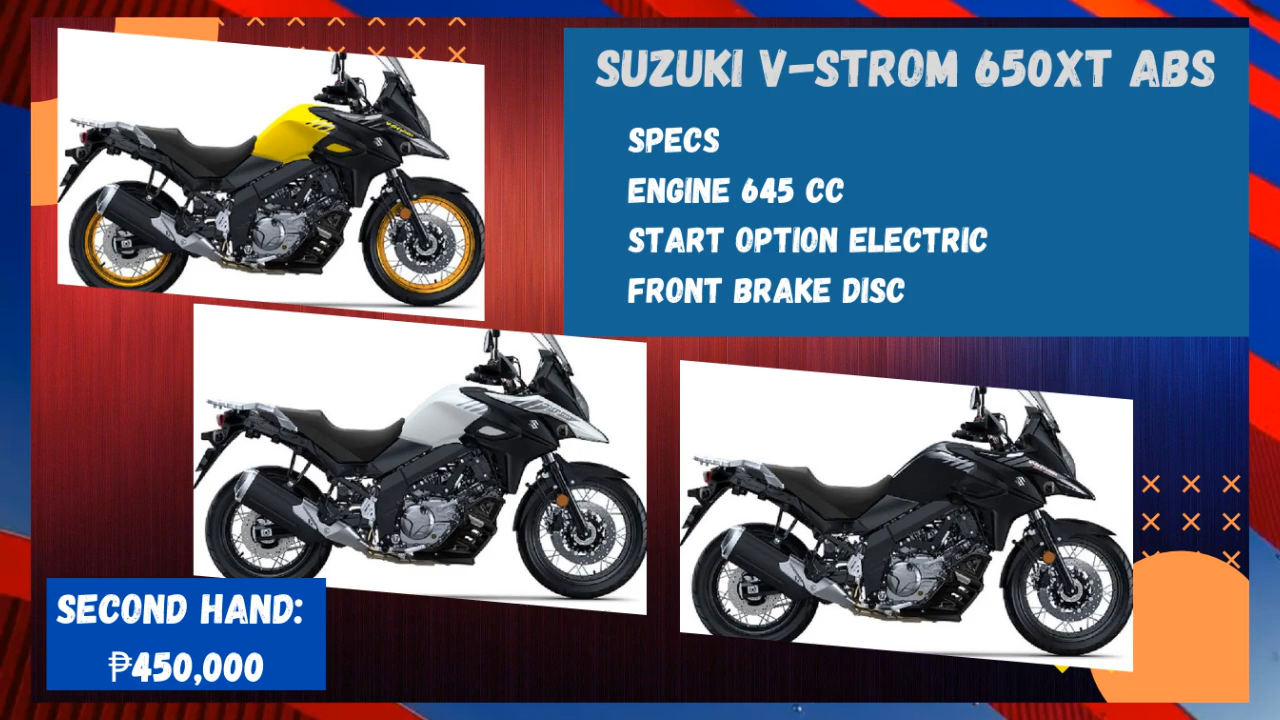 SUZUKI V-STROM 650XT ABS
SPECS
ENGINE 645 CC
START OPTION ELECTRIC
FRONT BRAKE DISC
SECOND HAND:
₱450,000